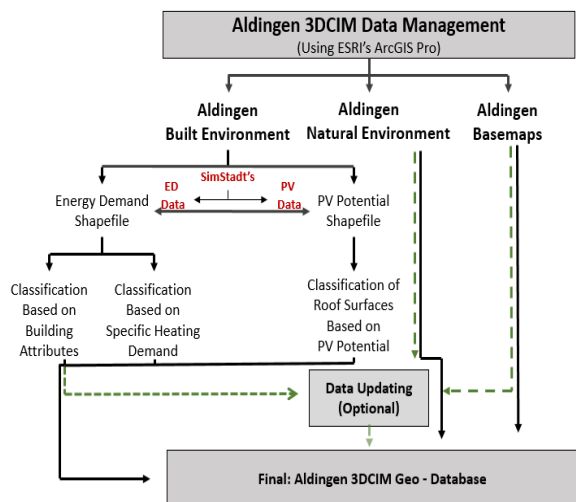 Aldingen 3DCIM Data Management
(Using ESRI's ArcGIS Pro)
Aldingen
Built Environment
Aldingen
Natural Environment
Aldingen
Basemaps
SimStadt's
ED
Data
PV
Data
Energy Demand
Shapefile
PV Potential
Shapefile
Classification
Based on
Building
Attributes
Classification
Based on
Specific Heating
Demand
Classification of
Roof Surfaces
Based on
PV Potential
Data Updating
(Optional)
Final: Aldingen 3DCIM Geo - Database